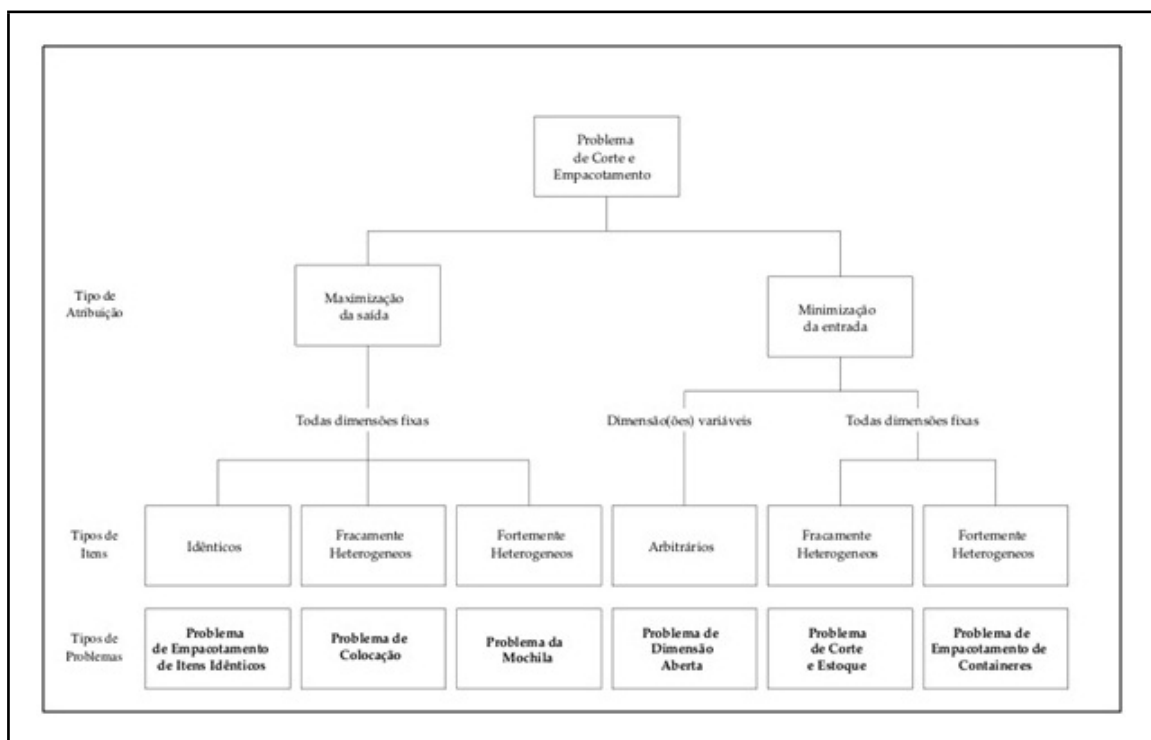 Problema
de Corte e
Empacotamento
Tipo de
Atribuição
Maximização
da saída
Minimização
da entrada
Todas dimensões fixas
Dimensão(ões) variáveis
Todas dimensões fixas
Tipos de
Itens
Idênticos
Fracamente
Heterogeneos
Fortemente
Heterogeneos
Arbitrários
Fracamente
Heterogeneos
Fortemente
Heterogeneos
Tipos de
Problemas
Problema
de Empacotamento
de Itens Idênticos
Problema de
Colocação
Problema da
Mochila
Problema de
Dimensão
Aberta
Problema
de Corte
e Estoque
Problema de
Empacotamento de
Containeres